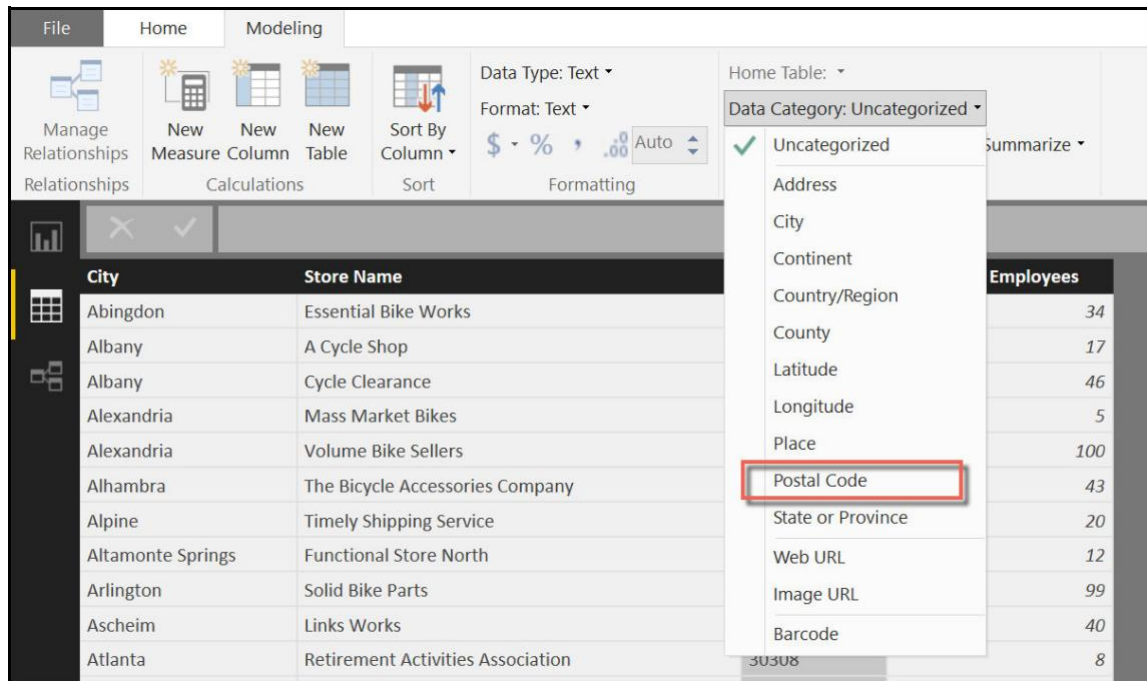 File Home Modeling
Data Type: Text Home Table:
Format: Text Data Category: Uncategorized
Manage Relationships New Measure New Column New Table Sort By Column $ % , .00 Auto Uncategorized Summarize
Relationships Calculations Sort Formatting Address
City
Continent
City Store Name Employees
Country/Region
Abingdon Essential Bike Works 34
County
Albany A Cycle Shop 17
Latitude
Albany Cycle Clearance 46
Longitude
Alexandria Mass Market Bikes 5
Place
Alexandria Volume Bike Sellers 100
Postal Code
Alhambra The Bicycle Accessories Company 43
State or Province
Alpine Timely Shipping Service 20
Altamonte Springs Functional Store North Web URL 12
Arlington Solid Bike Parts Image URL 99
Ascheim Links Works Barcode 40
Atlanta Retirement Activities Association 30308 8